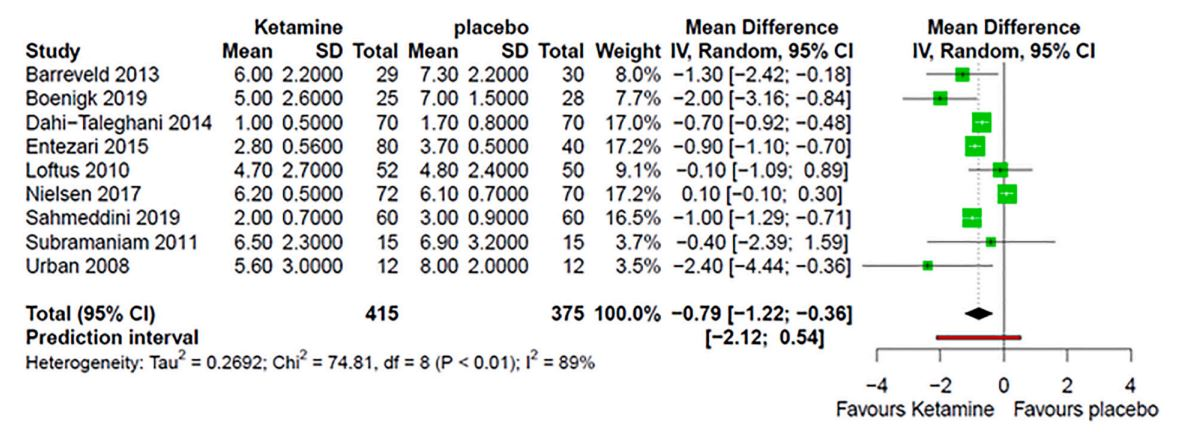 Ketamine placebo Mean Difference Mean Difference
Study Mean SD Total Mean SD Total Weight IV, Random, 95% CI IV, Random, 95% CI
Barreveld 2013 6.00 2.2000 29 7.30 2.2000 30 8.0% −1.30 [−2.42; −0.18]
Boenigk 2019 5.00 2.6000 25 7.00 1.5000 28 7.7% −2.00 [−3.16; −0.84]
Dahi−Taleghani 2014 1.00 0.5000 70 1.70 0.8000 70 17.0% −0.70 [−0.92; −0.48]
Entezari 2015 2.80 0.5600 80 3.70 0.5000 40 17.2% −0.90 [−1.10; −0.70]
Loftus 2010 4.70 2.7000 52 4.80 2.4000 50 9.1% −0.10 [−1.09; 0.89]
Nielsen 2017 6.20 0.5000 72 6.10 0.7000 70 17.2% 0.10 [−0.10; 0.30]
Sahmeddini 2019 2.00 0.7000 60 3.00 0.9000 60 16.5% −1.00 [−1.29; −0.71]
Subramaniam 2011 6.50 2.3000 15 6.90 3.2000 15 3.7% −0.40 [−2.39; 1.59]
Urban 2008 5.60 3.0000 12 8.00 2.0000 12 3.5% −2.40 [−4.44; −0.36]
Total (95% CI) 415 375 100.0% −0.79 [−1.22; −0.36]
Prediction interval [−2.12; 0.54]
Heterogeneity: Tau² = 0.2692; Chi² = 74.81, df = 8 (P < 0.01); I² = 89%
−4 −2 0 2 4
Favours Ketamine Favours placebo